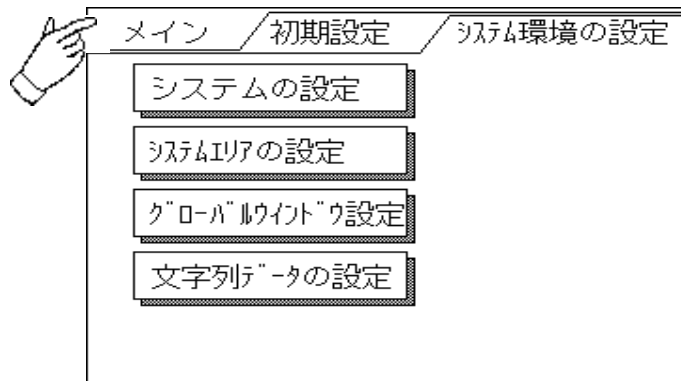 メイン 初期設定 ｼｽﾃﾑ環境の設定
システムの設定
ｼｽﾃﾑｴﾘｱの設定
ｸﾞﾛｰﾊﾞﾙｳｲﾝﾄﾞｳ設定
文字列ﾃﾞｰﾀの設定